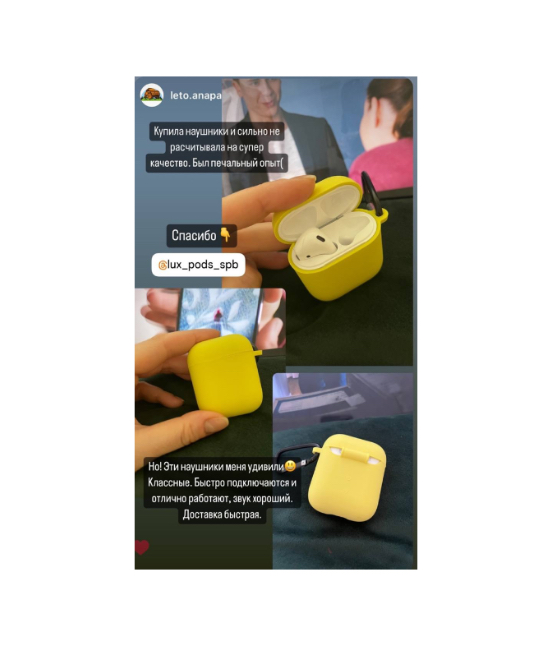 leto.anapa
Купила наушники и сильно не
расчитывала на супер
качество. Был печальный опыт(
Спасибо 👇
@lux_pods_spb
Но! Эти наушники меня удивили😃
Классные. Быстро подключаются и
отлично работают, звук хороший.
Доставка быстрая.